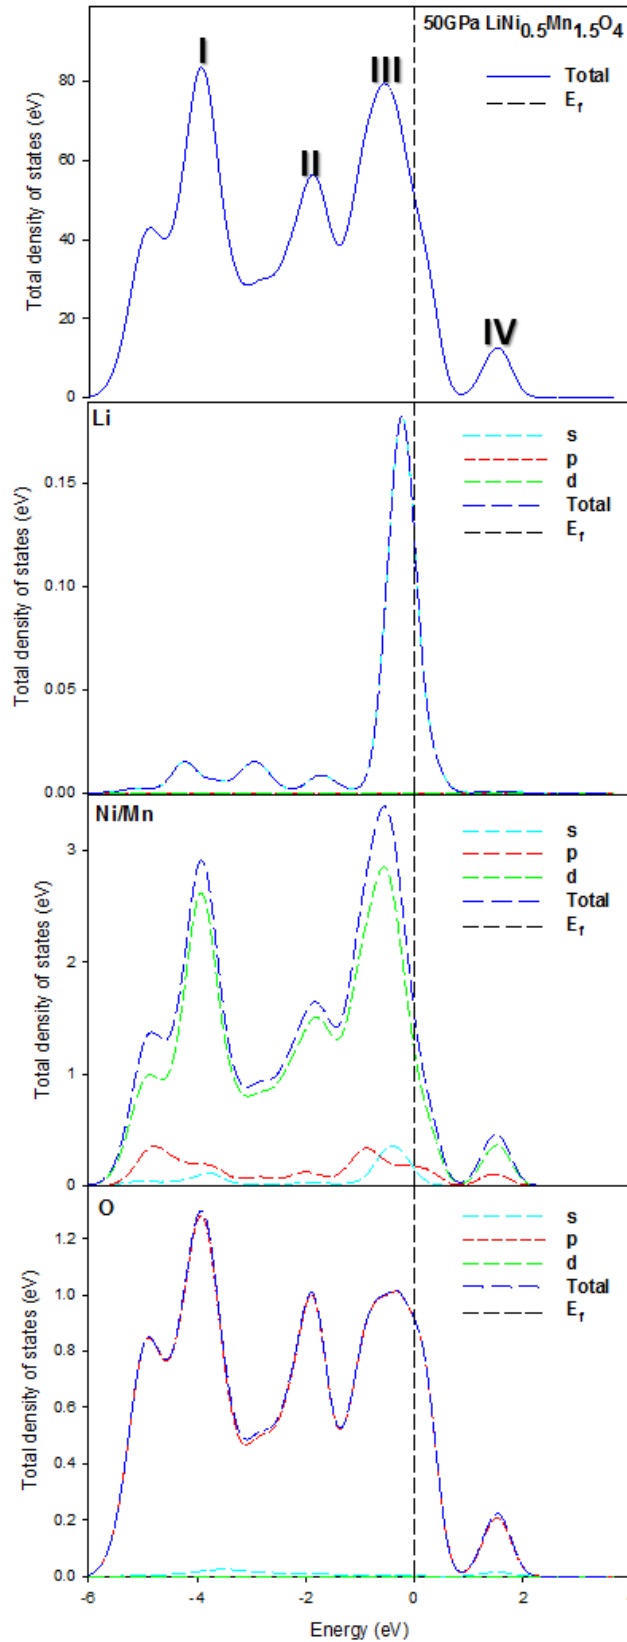 50GPa LiNi0.5Mn1.5O4
I
II
III
IV
Total
Ef
Total density of states (eV)
80
60
40
20
0
Li
s
p
d
Total
Ef
Total density of states (eV)
0.15
0.10
0.05
0.00
Ni/Mn
s
p
d
Total
Ef
Total density of states (eV)
3
2
1
0
O
s
p
d
Total
Ef
Total density of states (eV)
1.2
1.0
0.8
0.6
0.4
0.2
0.0
-6 -4 -2 0 2
Energy (eV)